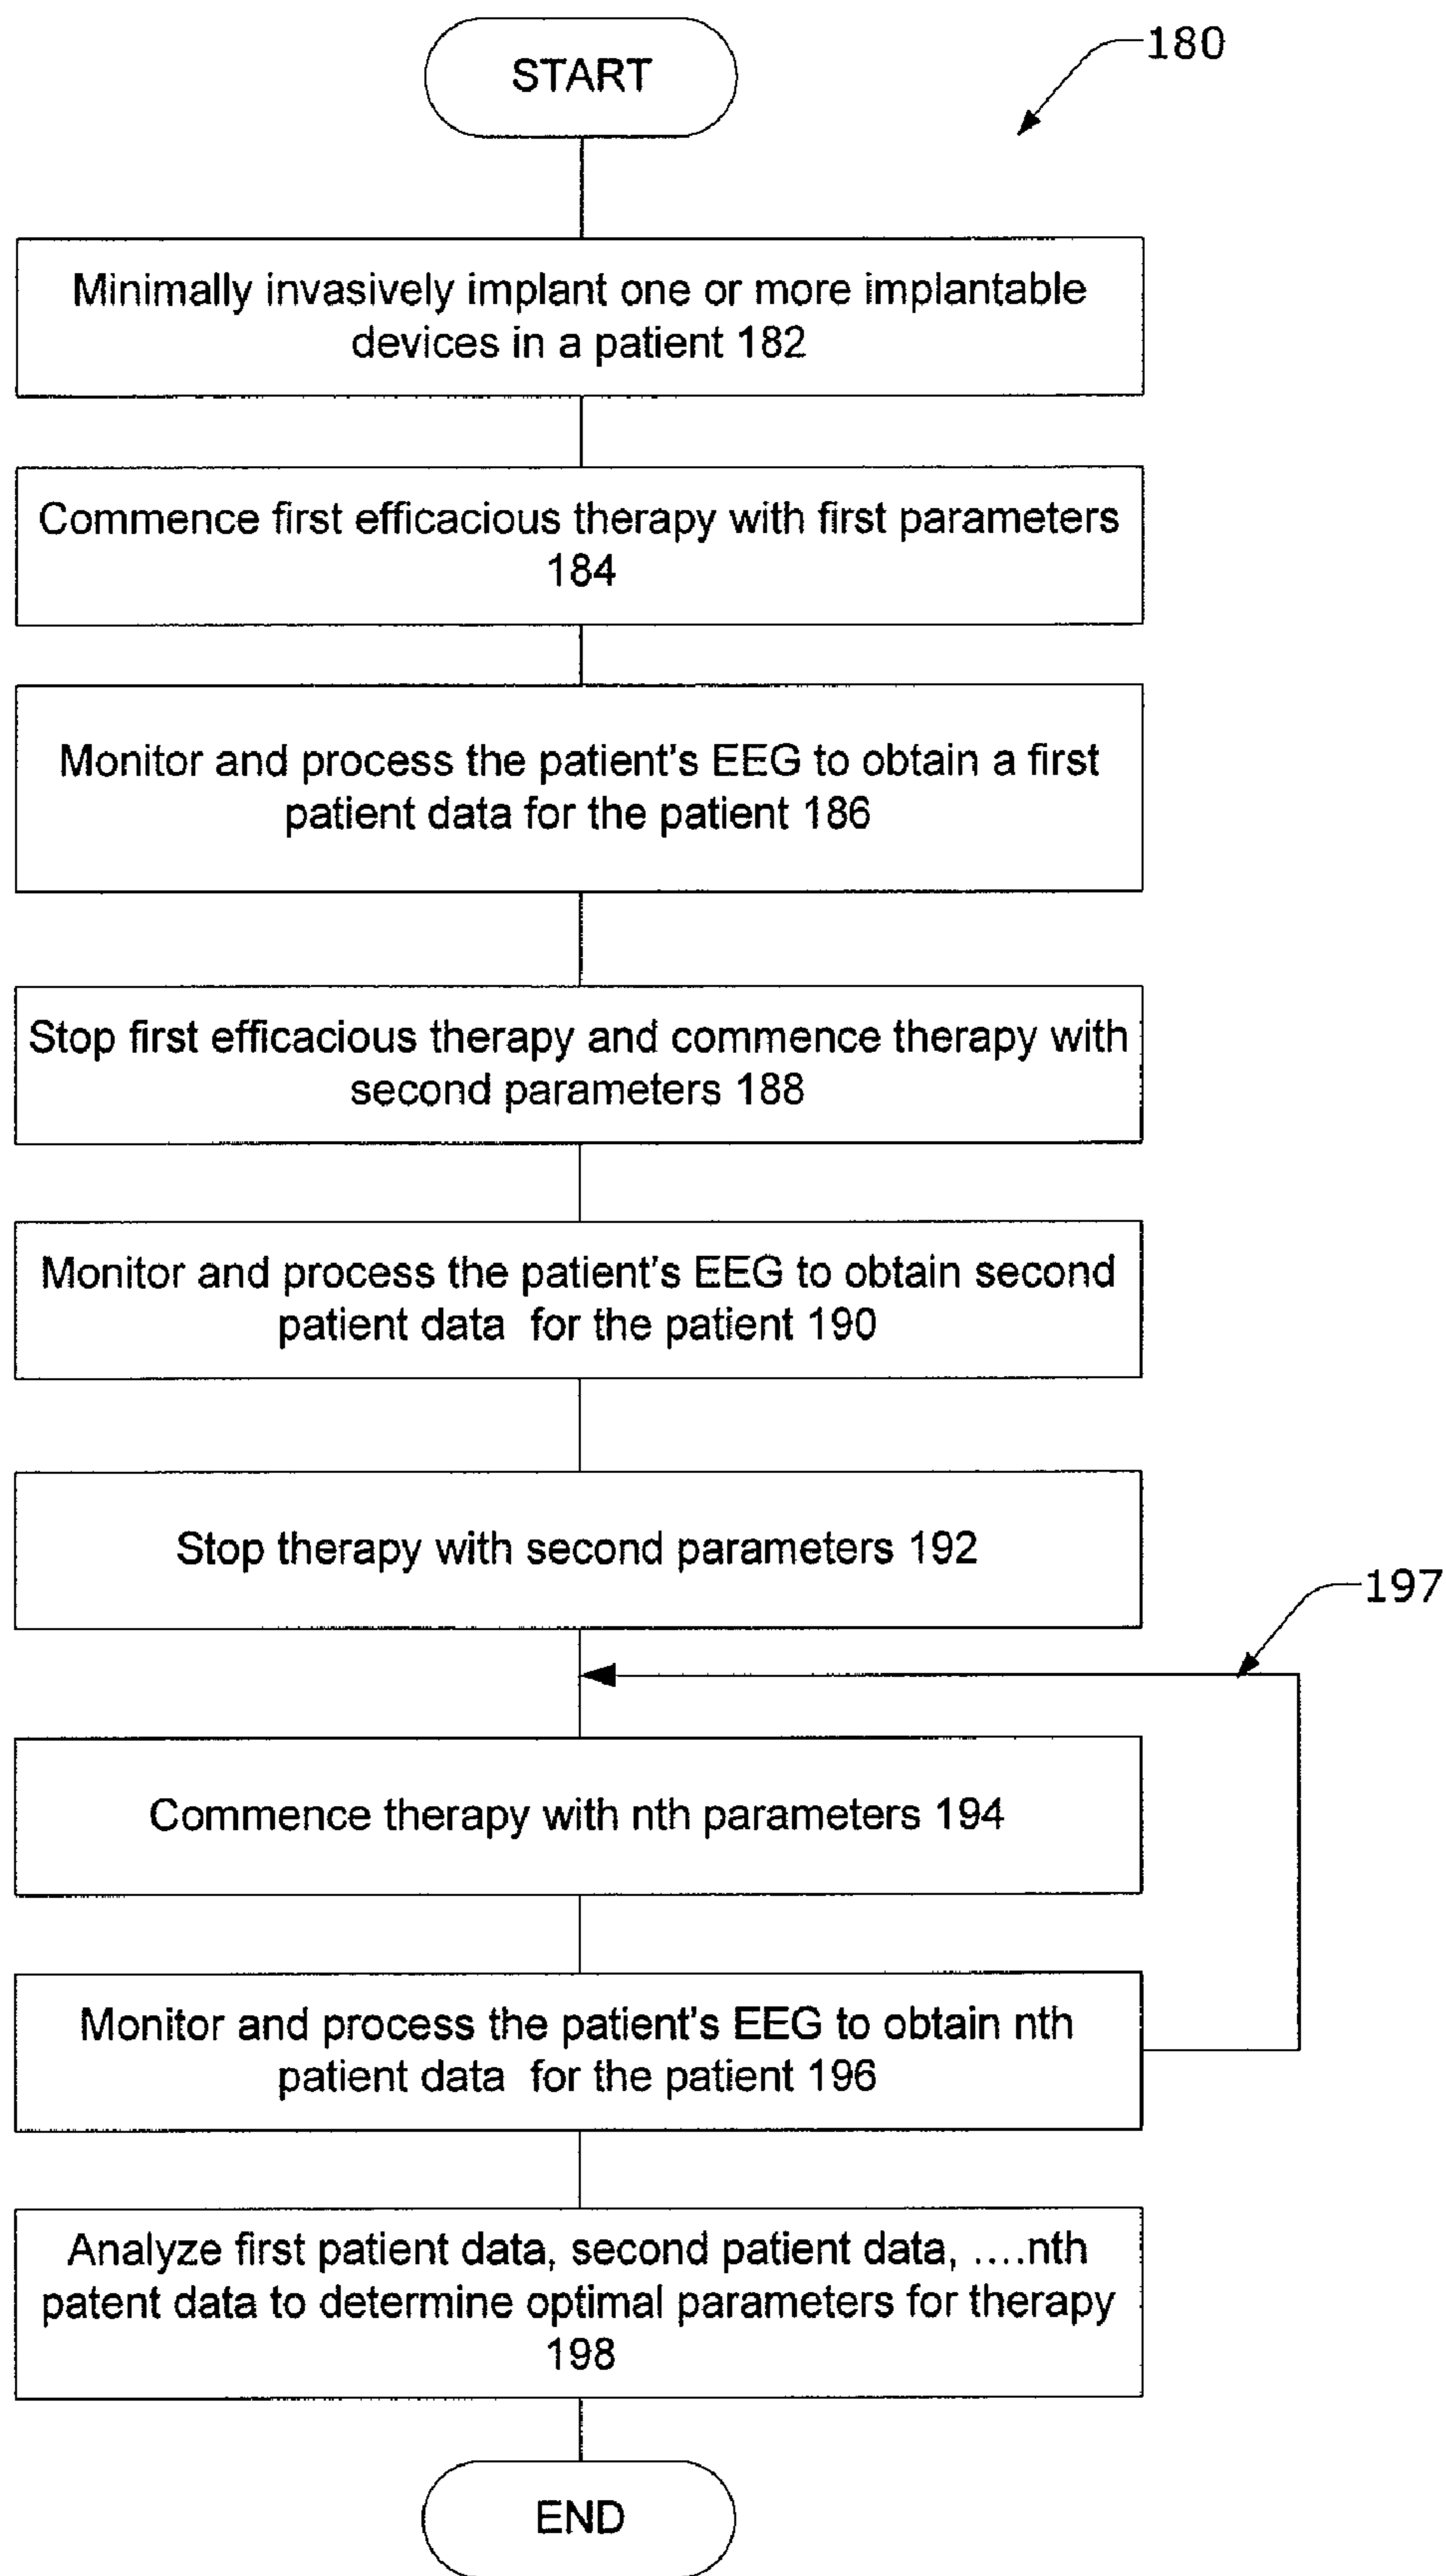 START
180
Minimally invasively implant one or more implantable
devices in a patient 182
Commence first efficacious therapy with first parameters
184
Monitor and process the patient's EEG to obtain a first
patient data for the patient 186
Stop first efficacious therapy and commence therapy with
second parameters 188
Monitor and process the patient's EEG to obtain second
patient data for the patient 190
Stop therapy with second parameters 192
197
Commence therapy with nth parameters 194
Monitor and process the patient's EEG to obtain nth
patient data for the patient 196
Analyze first patient data, second patient data, ....nth
patent data to determine optimal parameters for therapy
198
END